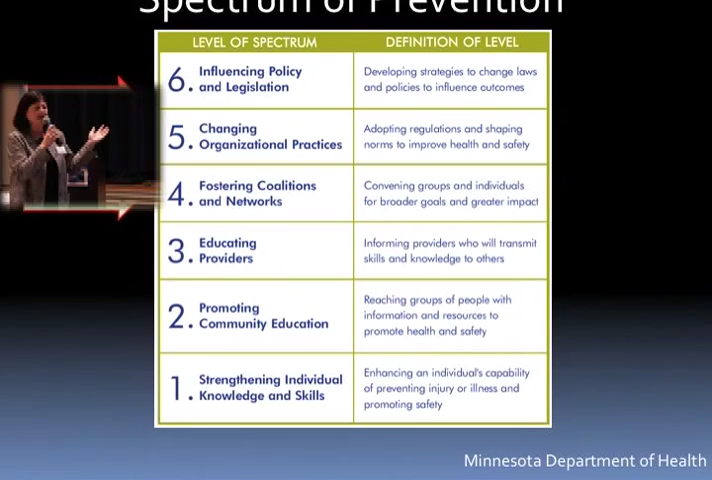 Spectrum of Prevention
LEVEL OF SPECTRUM
DEFINITION OF LEVEL
6. Influencing Policy
and Legislation
Developing strategies to change laws
and policies to influence outcomes
5. Changing
Organizational Practices
Adopting regulations and shaping
norms to improve health and safety
4. Fostering Coalitions
and Networks
Convening groups and individuals
for broader goals and greater impact
3. Educating
Providers
Informing providers who will transmit
skills and knowledge to others
2. Promoting
Community Education
Reaching groups of people with
information and resources to
promote health and safety
1. Strengthening Individual
Knowledge and Skills
Enhancing an individual's capability
of preventing injury or illness and
promoting safety
Minnesota Department of Health